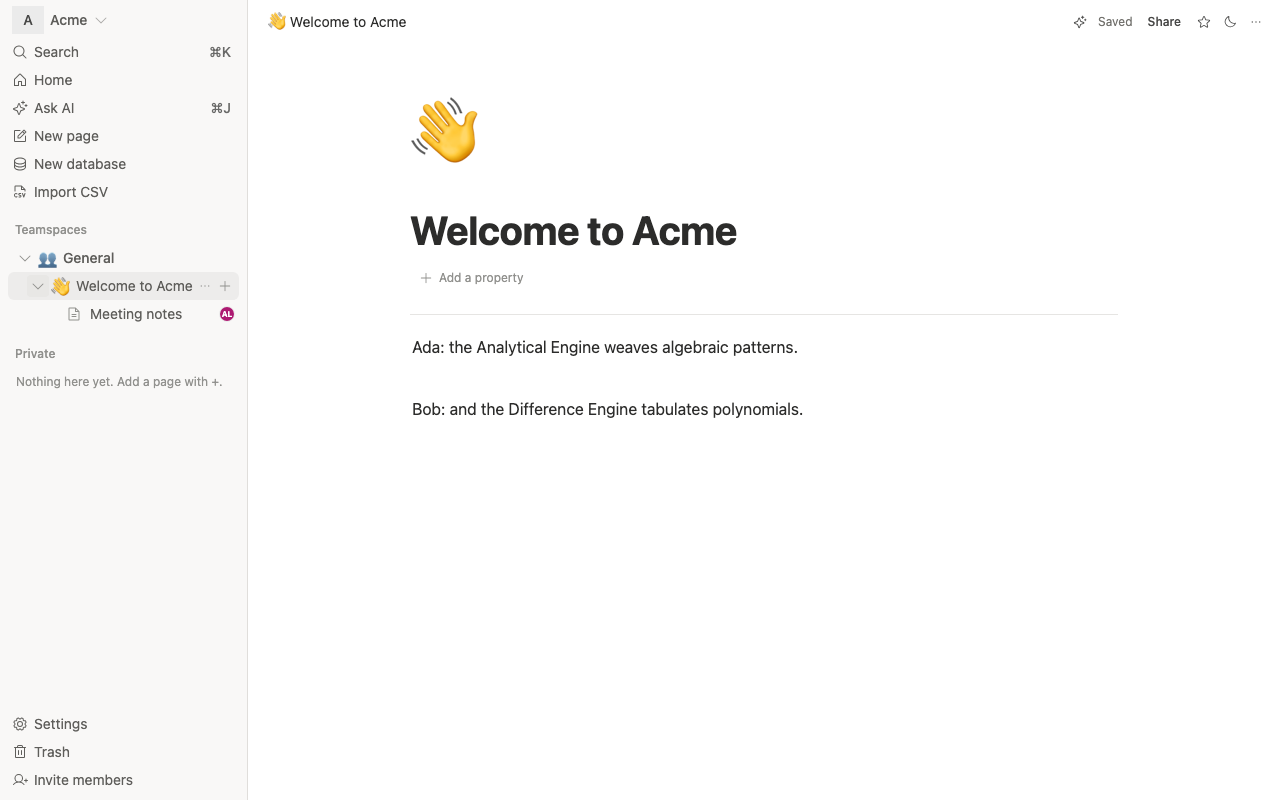 A Acme
Search ⌘K
Home
Ask AI ⌘J
New page
New database
Import CSV
Teamspaces
General
Welcome to Acme
Meeting notes AL
Private
Nothing here yet. Add a page with +.
Settings
Trash
Invite members
Welcome to Acme
Saved Share
Welcome to Acme
Add a property
Ada: the Analytical Engine weaves algebraic patterns.
Bob: and the Difference Engine tabulates polynomials.